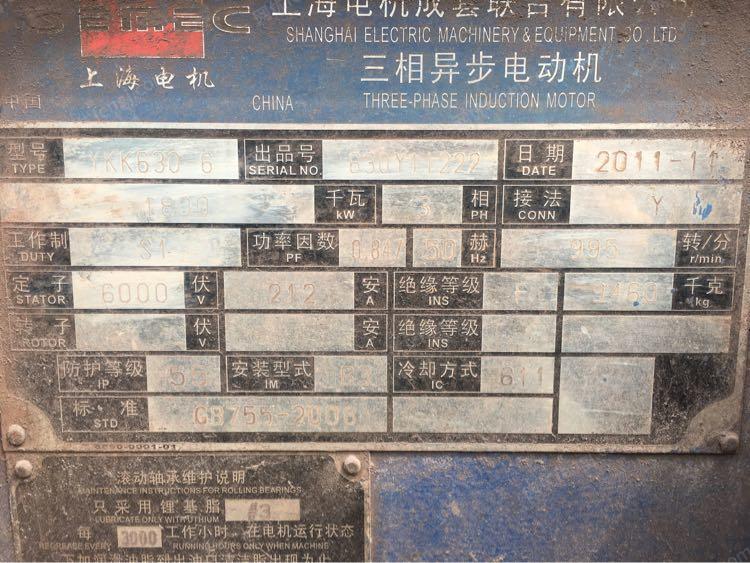 SEMEC
上海电机成套联合有限公司
SHANGHAI ELECTRIC MACHINERY & EQUIPMENT CO.,LTD
上海电机
三相异步电动机
中国 CHINA THREE-PHASE INDUCTION MOTOR
型号 TYPE YKK630-6 出品号 SERIAL NO. 日期 DATE 2011-11
千瓦 kW 3 相 PH 接法 CONN Y
工作制 DUTY S1 功率因数 PF 0.847 50 赫 Hz 995 转/分 r/min
定子 STATOR 6000 伏 V 212 安 A 绝缘等级 INS F 千克 kg
转子 ROTOR 伏 V 安 A 绝缘等级 INS
防护等级 IP 55 安装型式 IM B3 冷却方式 IC 611
标准 STD GB755-2008
滚动轴承维护说明
MAINTENANCE INSTRUCTIONS FOR ROLLING BEARINGS
只采用锂基脂 #3
LUBRICATE ONLY WITH LITHIUM
每 3000 工作小时,在电机运行状态
REGREASE EVERY RUNNING HOURS ONLY WHEN MACHINE